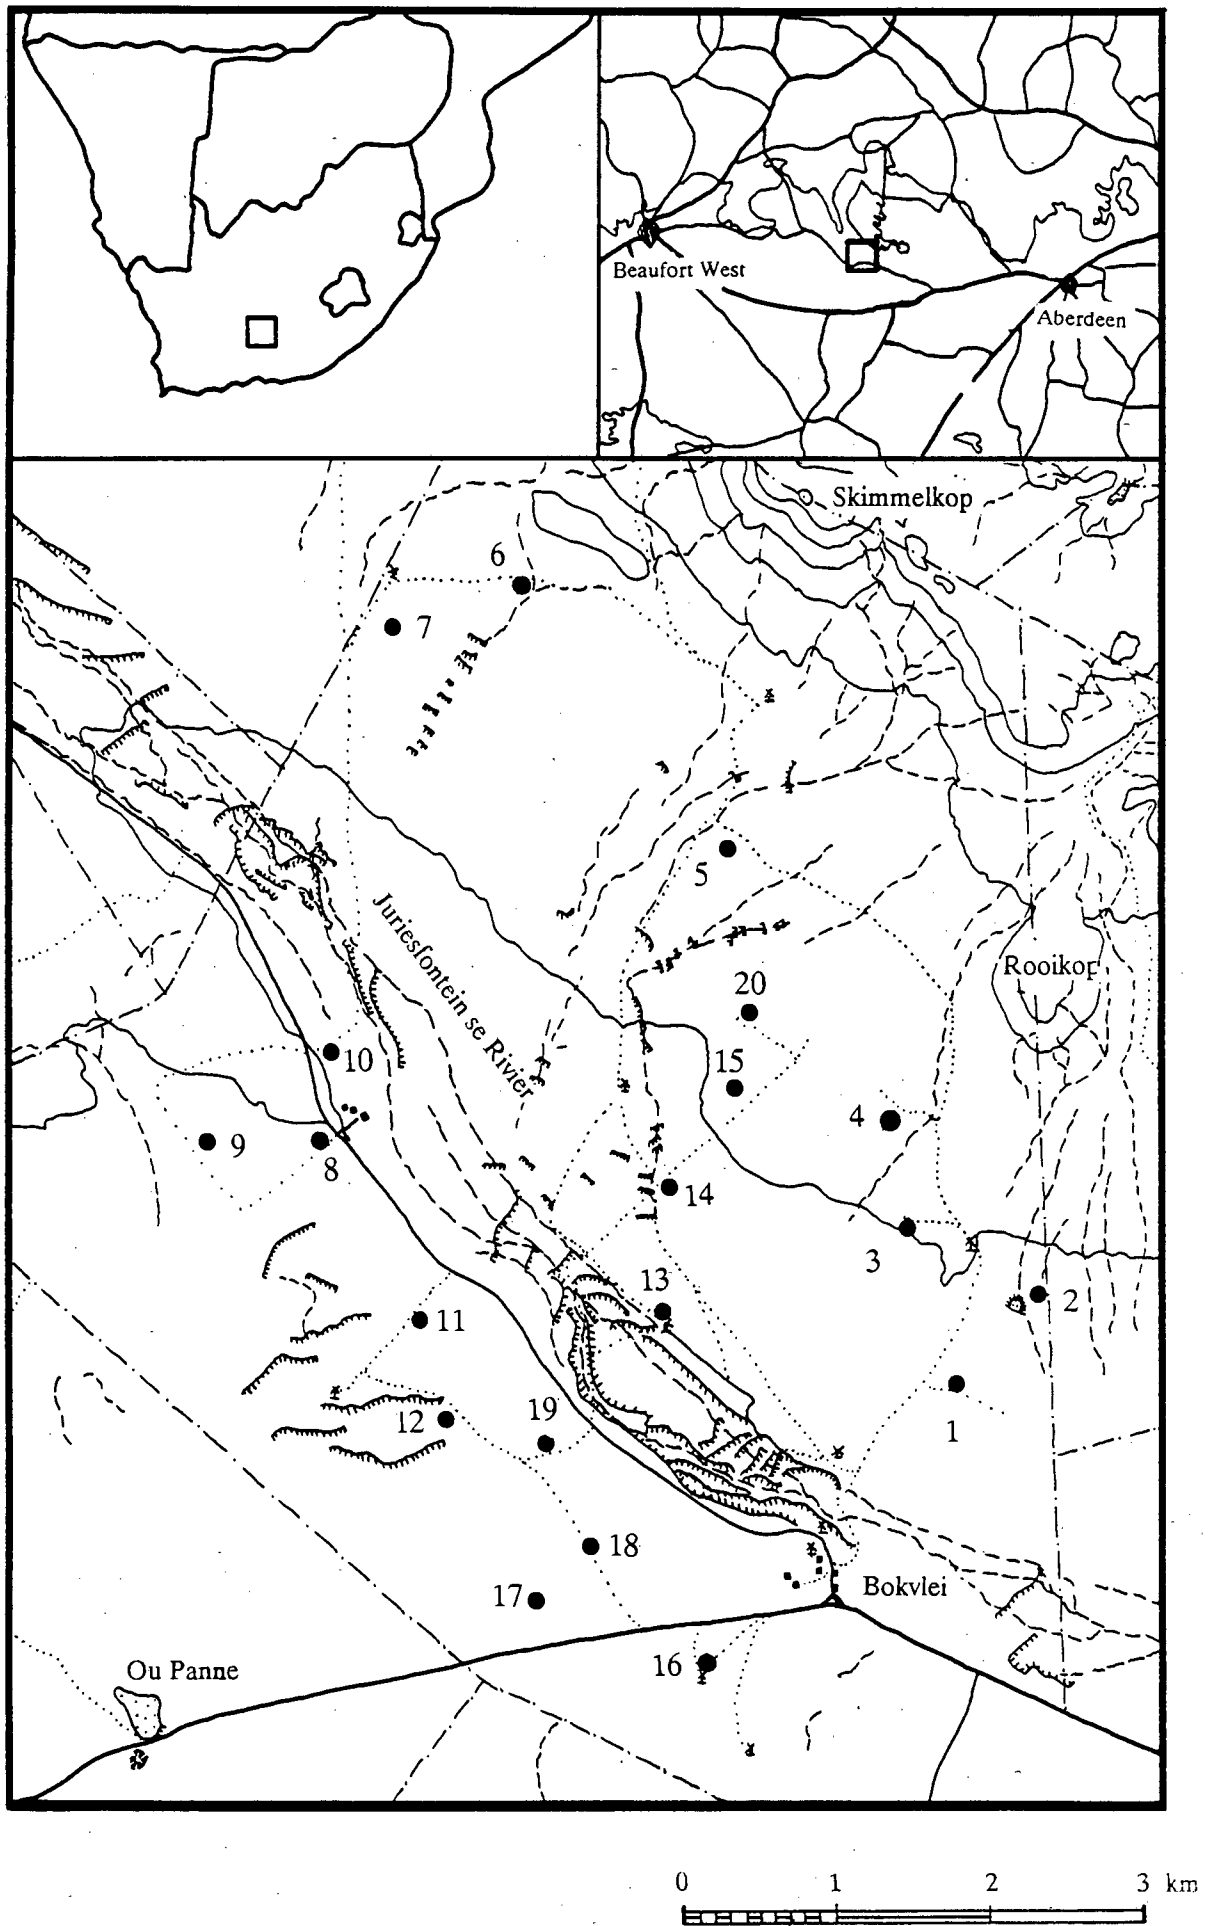 Beaufort West
Aberdeen
Skimmelkop
6
7
5
Juriesfontein se Rivier
Rooikop
20
10
15
4
9
8
14
3
13
2
11
12
19
1
18
17
Bokvlei
16
Ou Panne
0 1 2 3 km